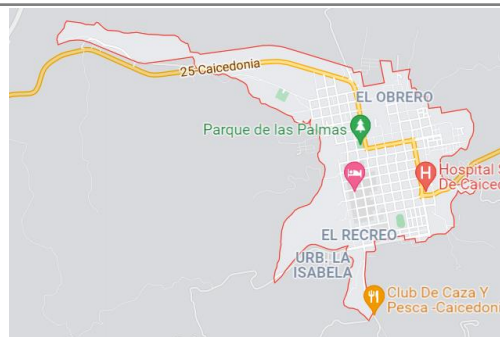 25 Caicedonia
EL OBRERO
Parque de las Palmas
Hospital S
De Caiced
EL RECREO
URB. LA
ISABELA
Club De Caza Y
Pesca -Caicedoni